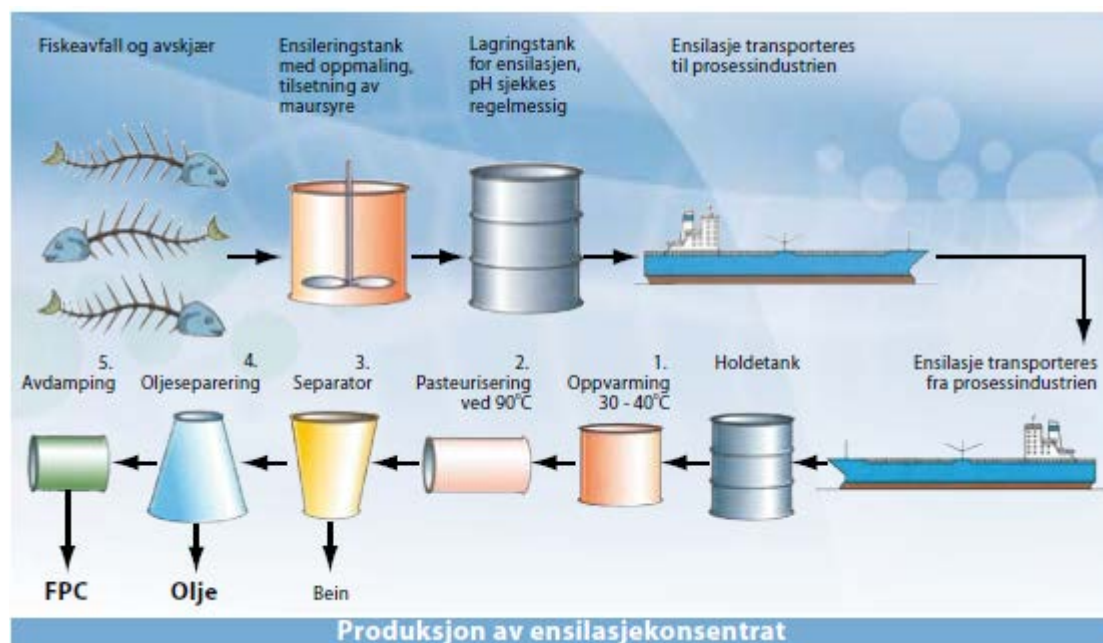 Fiskeavfall og avskjær
Ensileringstank
med oppmaling,
tilsetning av
maursyre
Lagringstank
for ensilasjen,
pH sjekkes
regelmessig
Ensilasje transporteres
til prosessindustrien
Ensilasje transporteres
fra prosessindustrien
Holdetank
1.
Oppvarming
30 - 40°C
2.
Pasteurisering
ved 90°C
3.
Separator
4.
Oljeseparering
5.
Avdamping
FPC
Olje
Bein
Produksjon av ensilasjekonsentrat